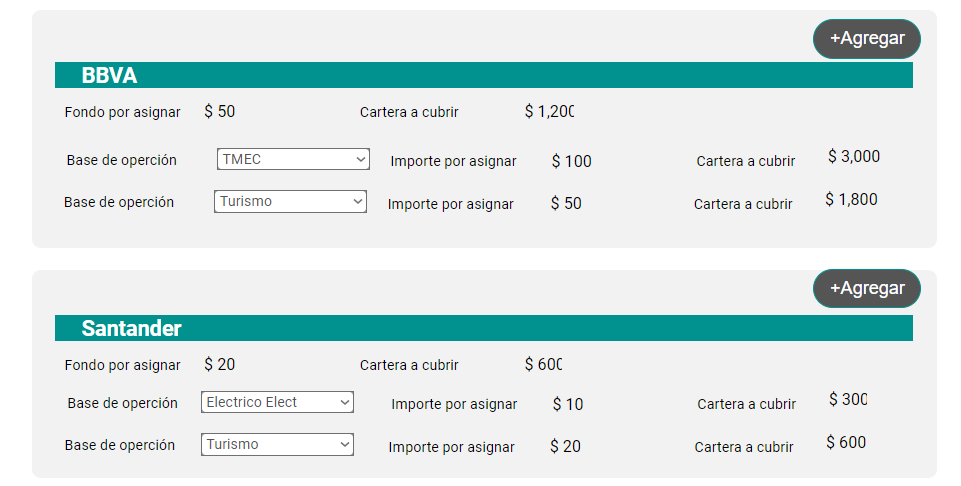 +Agregar
BBVA
Fondo por asignar $ 50 Cartera a cubrir $ 1,200
Base de operción TMEC Importe por asignar $ 100 Cartera a cubrir $ 3,000
Base de operción Turismo Importe por asignar $ 50 Cartera a cubrir $ 1,800
+Agregar
Santander
Fondo por asignar $ 20 Cartera a cubrir $ 600
Base de operción Electrico Elect Importe por asignar $ 10 Cartera a cubrir $ 300
Base de operción Turismo Importe por asignar $ 20 Cartera a cubrir $ 600